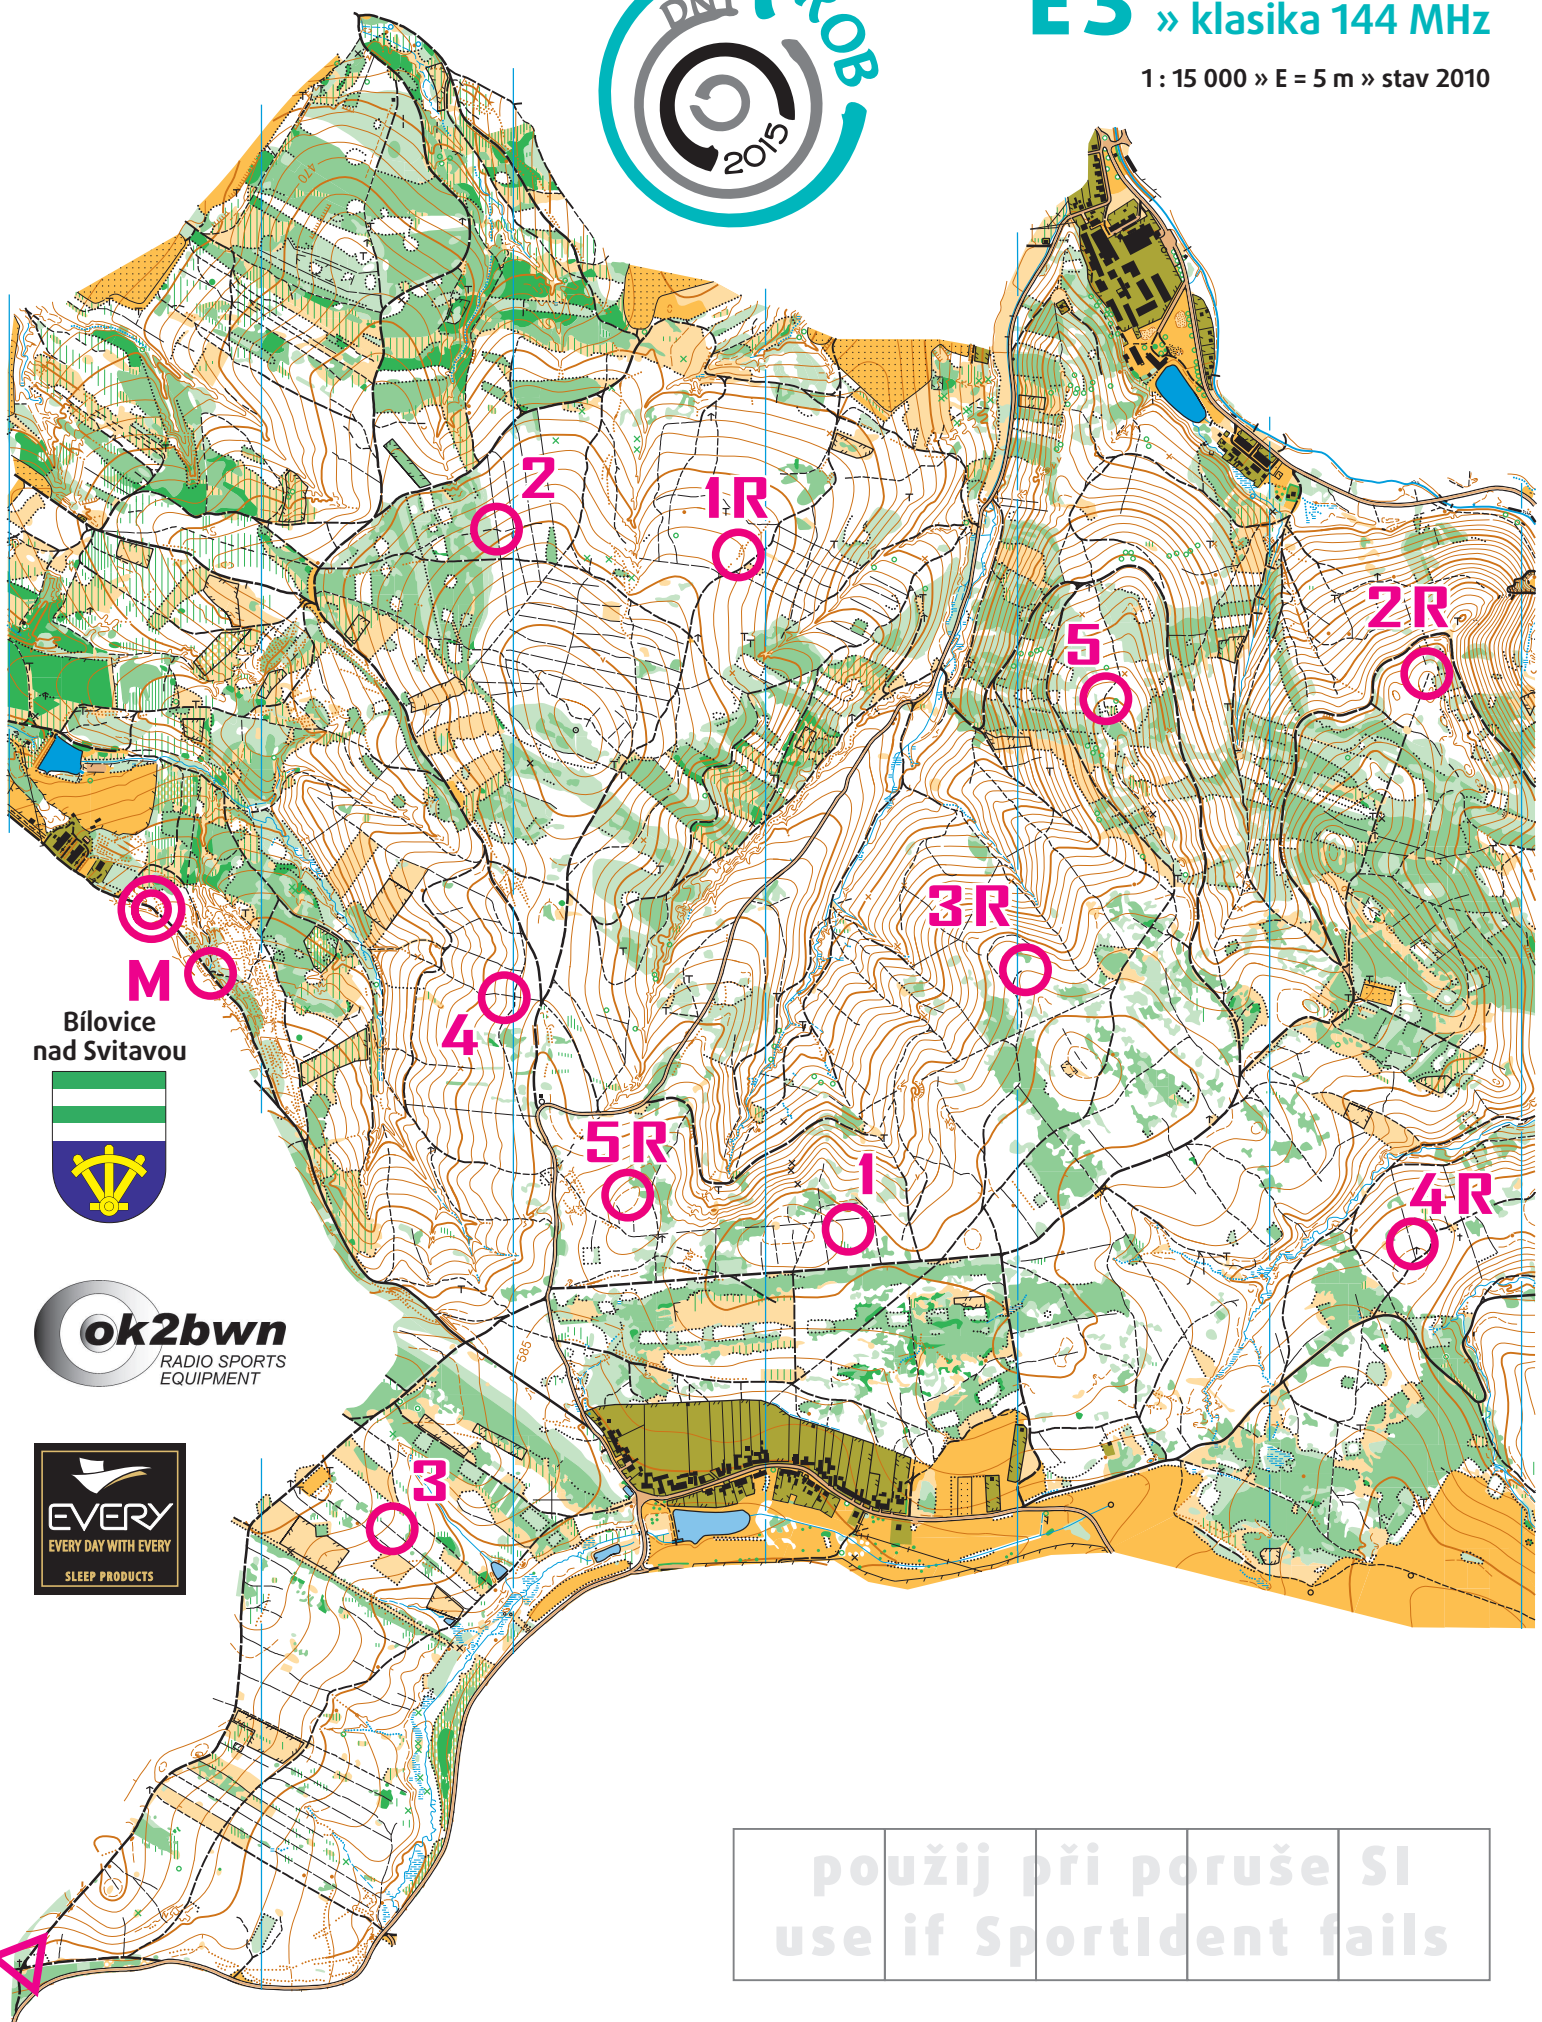 DNY ROB
2015
E3 » klasika 144 MHz
1 : 15 000 » E = 5 m » stav 2010
470
2
1R
5
2R
3R
M
4
Bílovice
nad Svitavou
5R
1
4R
ok2bwn
RADIO SPORTS
EQUIPMENT
585
3
EVERY
EVERY DAY WITH EVERY
SLEEP PRODUCTS
použij při poruše SI
use if SportIdent fails